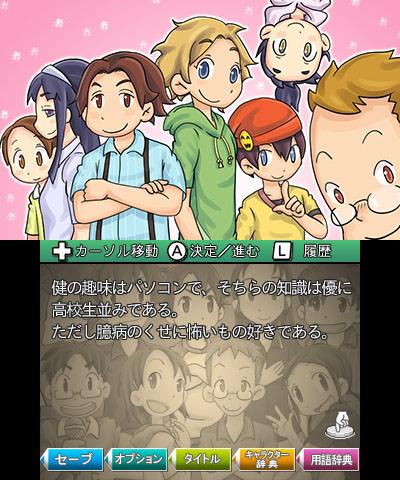 カーソル移動 A 決定／進む L 履歴
健の趣味はパソコンで、そちらの知識は優に
高校生並みである。
ただし臆病のくせに怖いもの好きである。
セーブ オプション タイトル キャラクター辞典 用語辞典